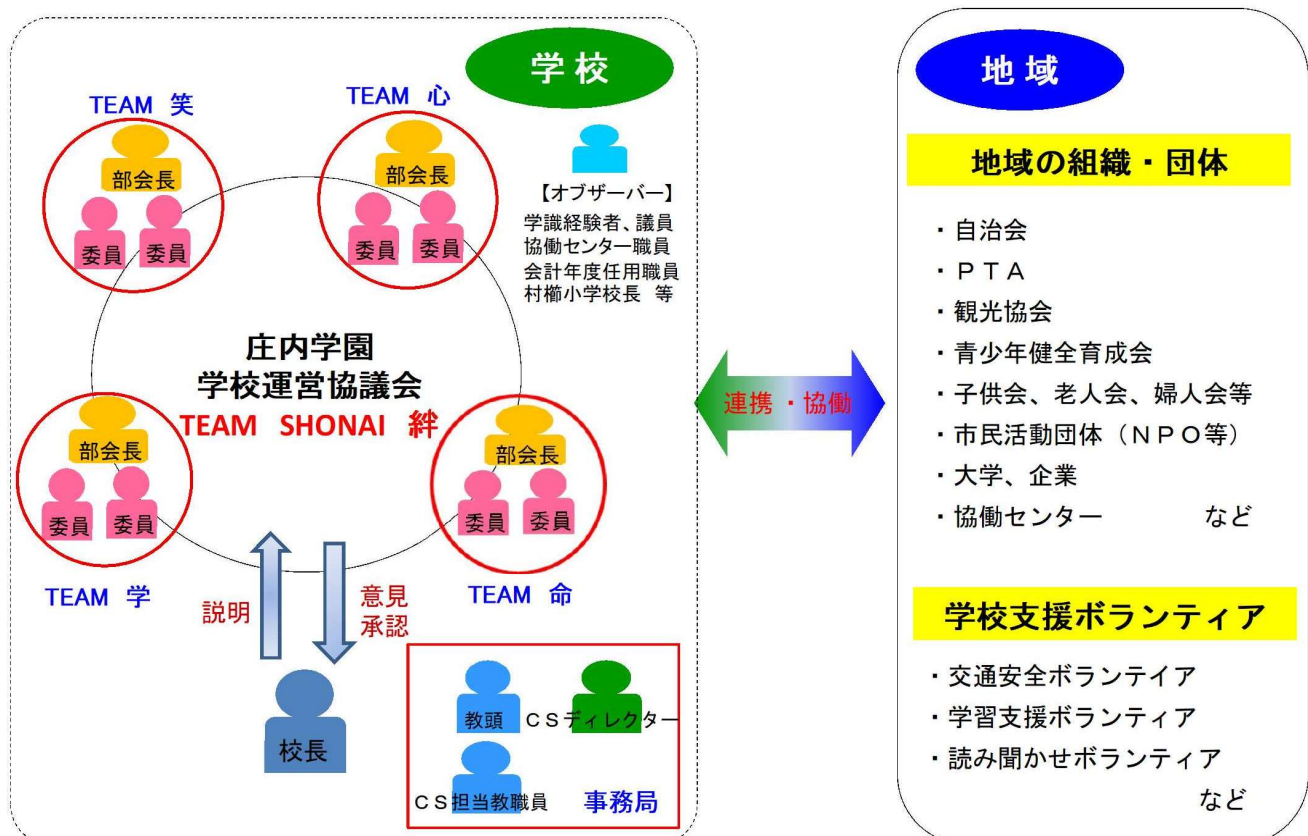 学校
TEAM 笑
部会長
委員
委員
TEAM 心
部会長
委員
委員
【オブザーバー】
学識経験者、議員
協働センター職員
会計年度任用職員
村櫛小学校長 等
庄内学園
学校運営協議会
TEAM SHONAI 絆
部会長
委員
委員
TEAM 学
部会長
委員
委員
TEAM 命
説明
意見
承認
校長
教頭
CSディレクター
CS担当教職員
事務局
連携・協働
地域
地域の組織・団体
・自治会
・PTA
・観光協会
・青少年健全育成会
・子供会、老人会、婦人会等
・市民活動団体(NPO等)
・大学、企業
・協働センター など
学校支援ボランティア
・交通安全ボランテイア
・学習支援ボランティア
・読み聞かせボランティア
など